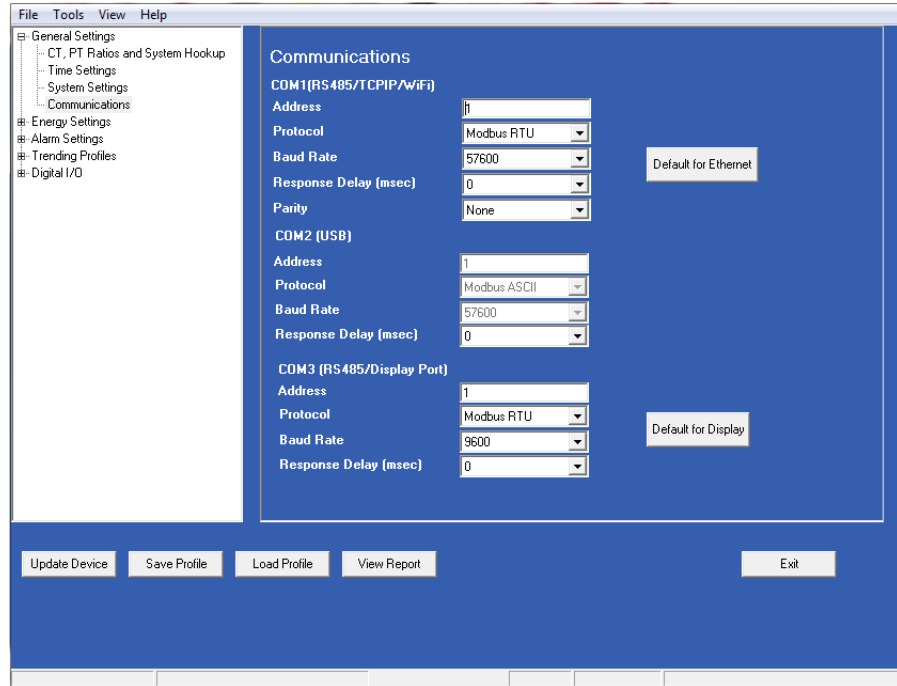 File Tools View Help
General Settings
CT, PT Ratios and System Hookup
Time Settings
System Settings
Communications
Energy Settings
Alarm Settings
Trending Profiles
Digital I/O
Communications
COM1(RS485/TCPIP/WiFi)
Address 1
Protocol Modbus RTU
Baud Rate 57600
Default for Ethernet
Response Delay (msec) 0
Parity None
COM2 (USB)
Address 1
Protocol Modbus ASCII
Baud Rate 57600
Response Delay (msec) 0
COM3 (RS485/Display Port)
Address 1
Protocol Modbus RTU
Default for Display
Baud Rate 9600
Response Delay (msec) 0
Update Device Save Profile Load Profile View Report Exit